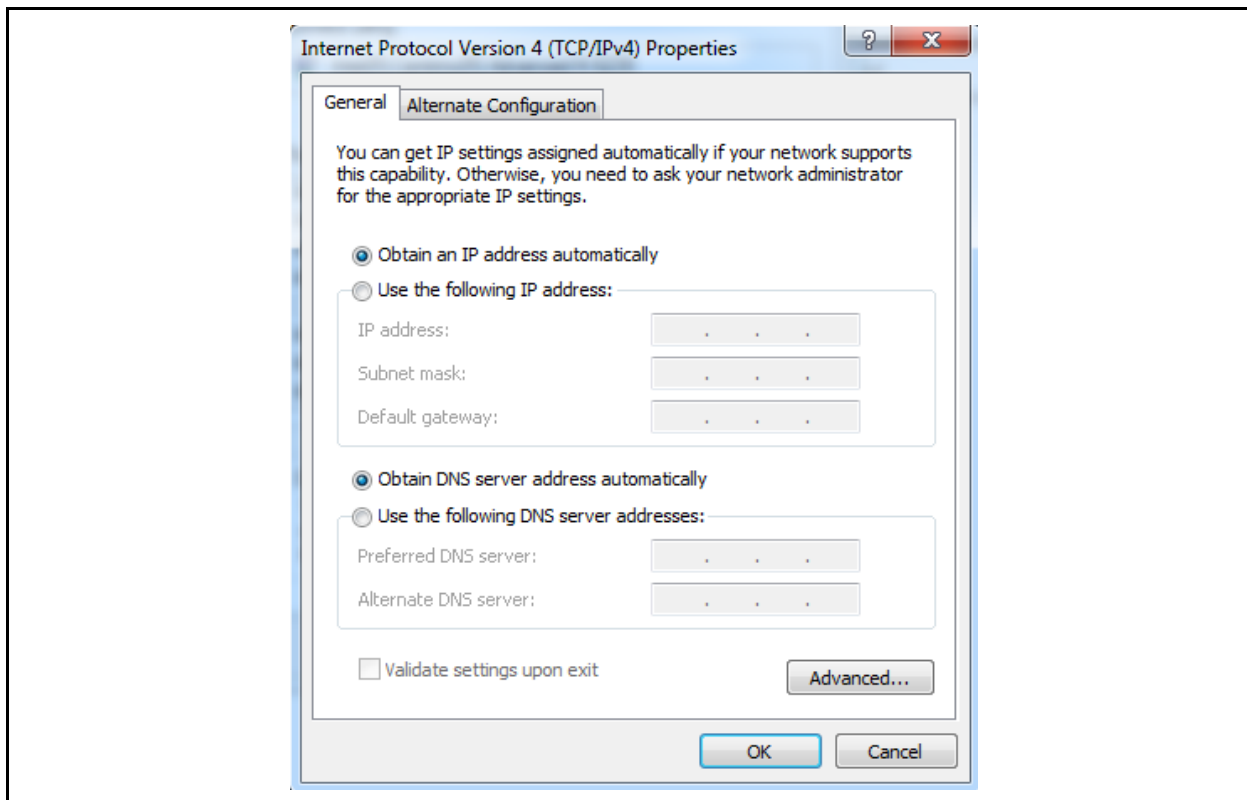 Internet Protocol Version 4 (TCP/IPv4) Properties
General
Alternate Configuration
You can get IP settings assigned automatically if your network supports
this capability. Otherwise, you need to ask your network administrator
for the appropriate IP settings.
Obtain an IP address automatically
Use the following IP address:
IP address:
Subnet mask:
Default gateway:
Obtain DNS server address automatically
Use the following DNS server addresses:
Preferred DNS server:
Alternate DNS server:
Validate settings upon exit
Advanced...
OK
Cancel